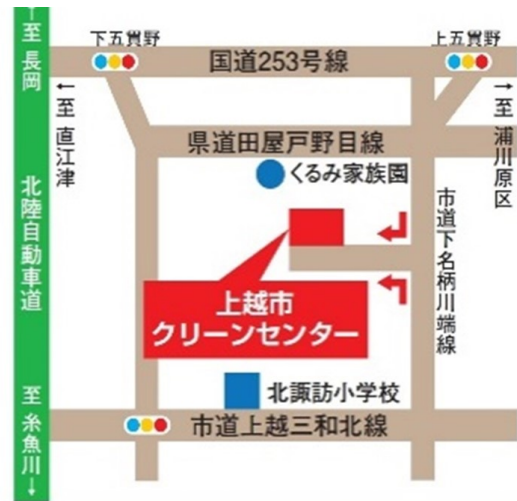 ↑至 長岡
北陸自動車道
至 糸魚川↓
下五貫野
上五貫野
国道253号線
←至 直江津
→至 浦川原区
県道田屋戸野目線
くるみ家族園
市道下名柄川端線
上越市
クリーンセンター
北諏訪小学校
市道上越三和北線